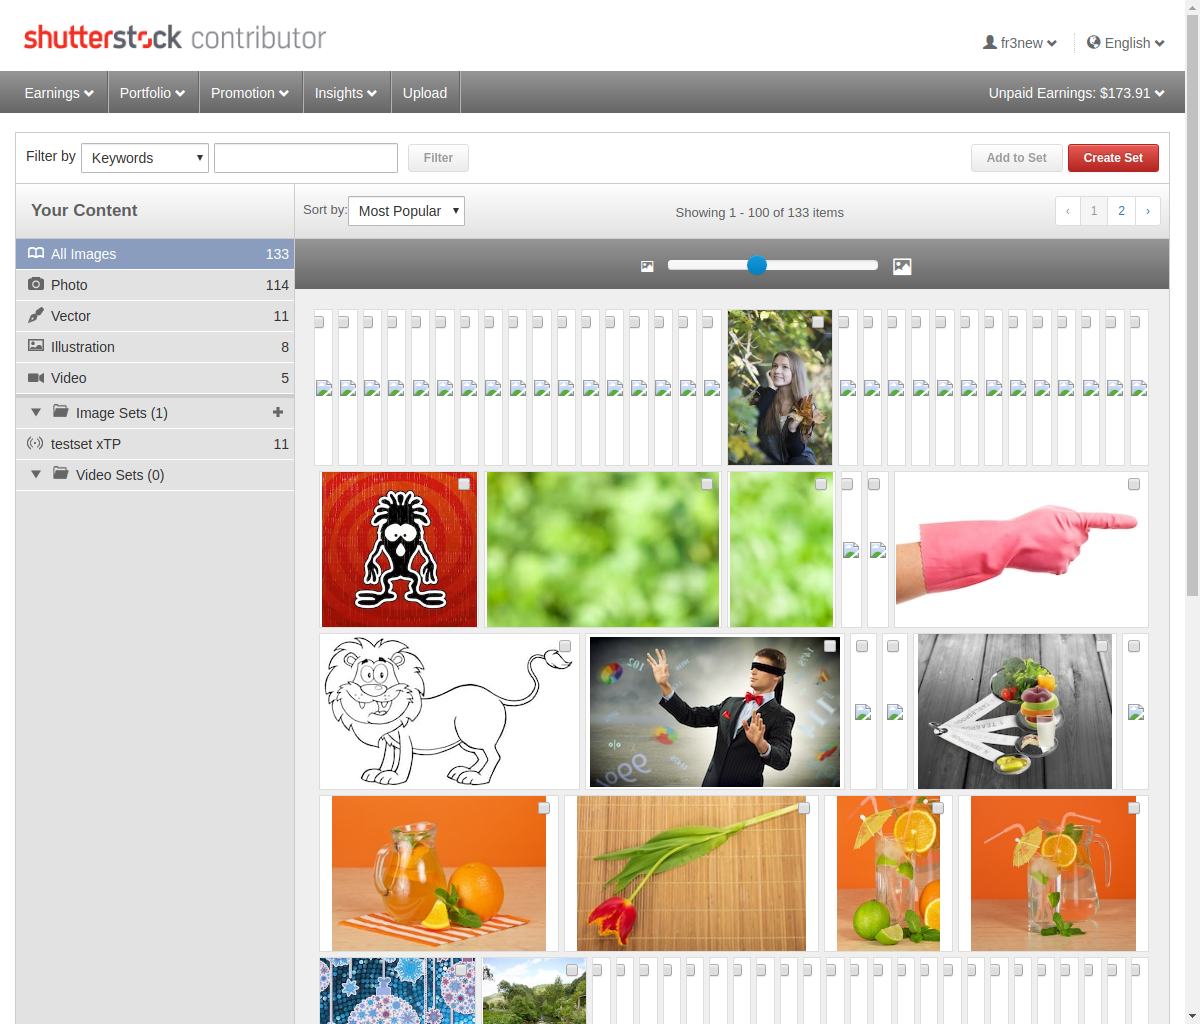 shutterstock contributor
fr3new
English
Earnings
Portfolio
Promotion
Insights
Upload
Unpaid Earnings: $173.91
Filter by
Keywords
Filter
Add to Set
Create Set
Your Content
Sort by:
Most Popular
Showing 1 - 100 of 133 items
‹
1
2
›
All Images 133
Photo 114
Vector 11
Illustration 8
Video 5
Image Sets (1)
testset xTP 11
Video Sets (0)